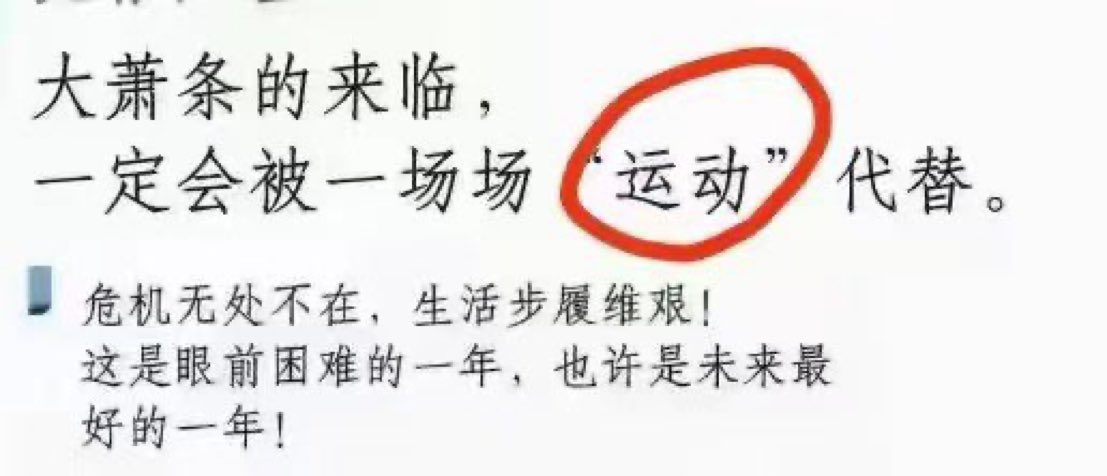 大萧条的来临，
一定会被一场场“运动”代替。
危机无处不在，生活步履维艰！
这是眼前困难的一年，也许是未来最
好的一年！